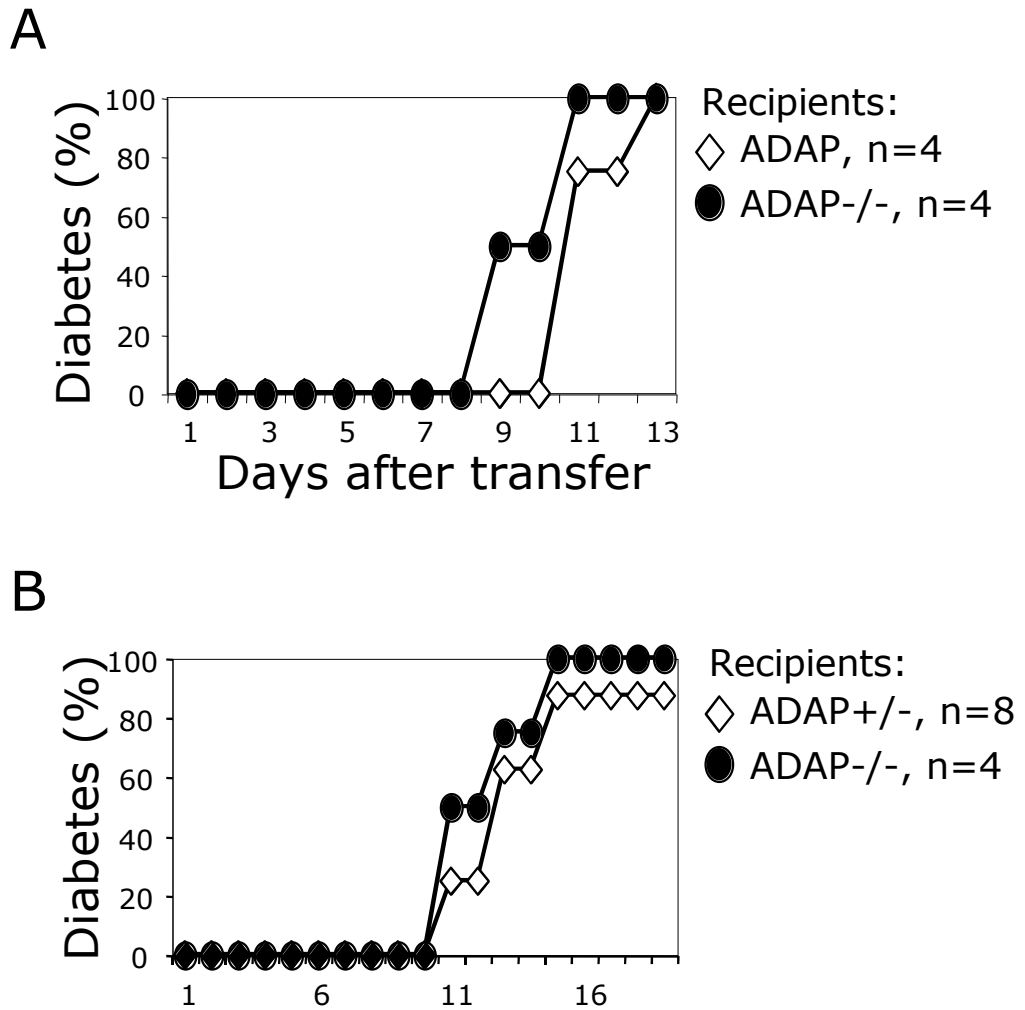 A
Diabetes (%)
100
80
60
40
20
0
1 3 5 7 9 11 13
Days after transfer
Recipients:
ADAP, n=4
ADAP-/-, n=4
B
Diabetes (%)
100
80
60
40
20
0
1 6 11 16
Recipients:
ADAP+/-, n=8
ADAP-/-, n=4